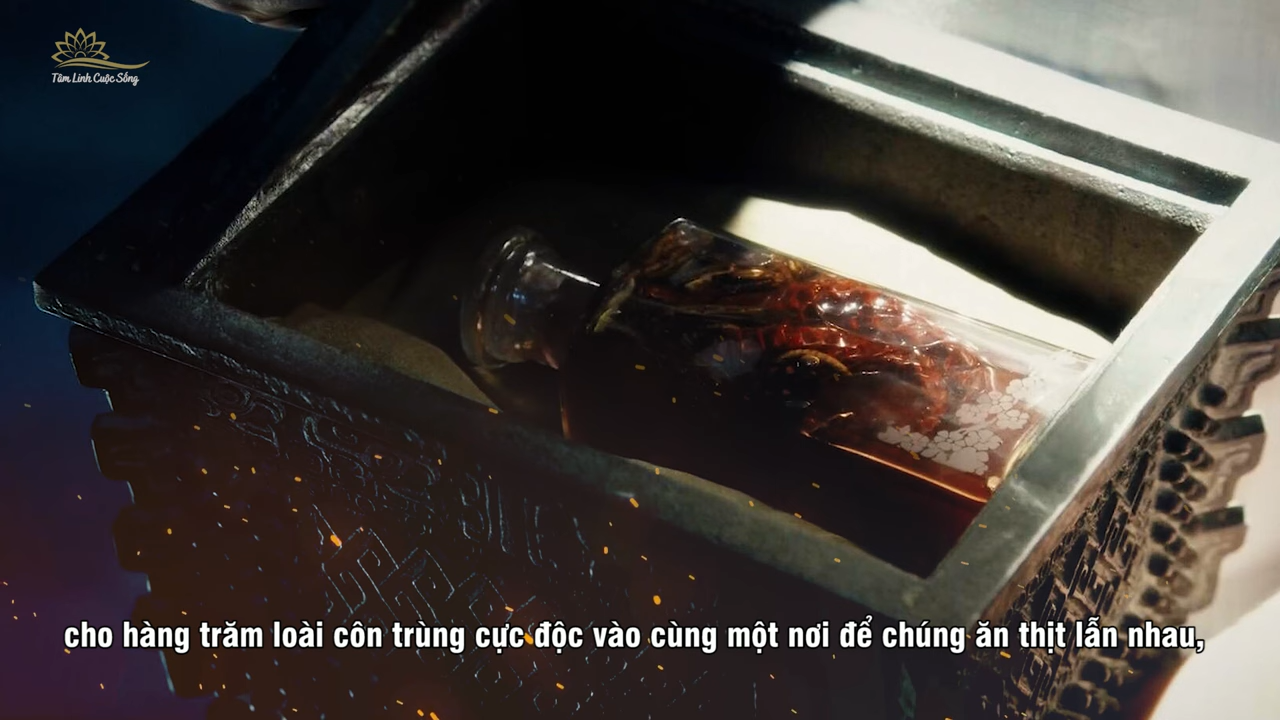 Tâm Linh Cuộc Sống
cho hàng trăm loài côn trùng cực độc vào cùng một nơi để chúng ăn thịt lẫn nhau,